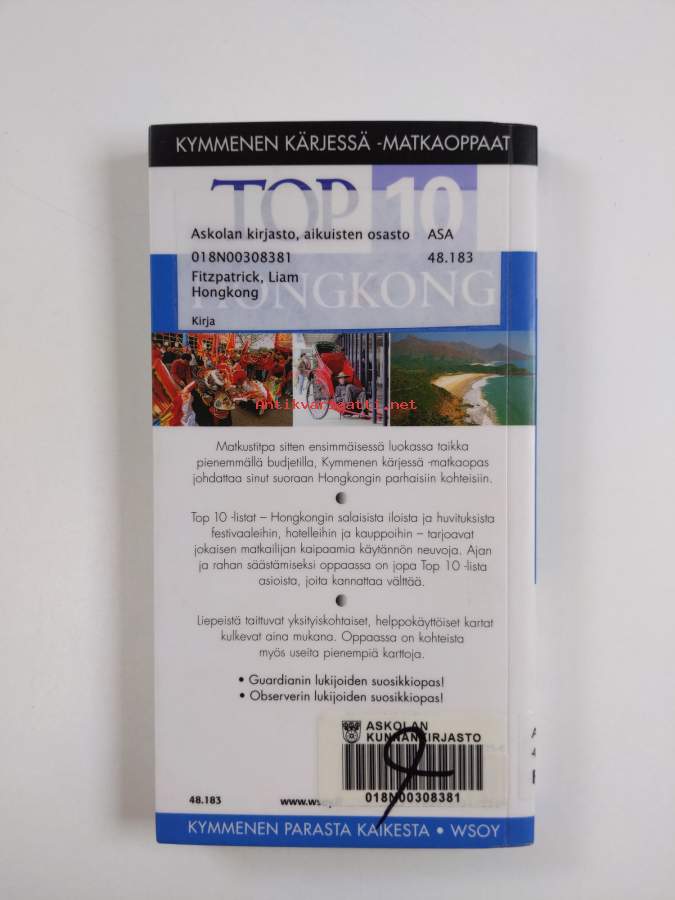 KYMMENEN KÄRJESSÄ -MATKAOPPAAT
TOP 10
Askolan kirjasto, aikuisten osasto ASA
018N00308381 48.183
Fitzpatrick, Liam
Hongkong
HONGKONG
Kirja
Antikvariaatti.net
Matkustitpa sitten ensimmäisessä luokassa taikka
pienemmällä budjetilla, Kymmenen kärjessä -matkaopas
johdattaa sinut suoraan Hongkongin parhaisiin kohteisiin.
Top 10 -listat – Hongkongin salaisista iloista ja huvituksista
festivaaleihin, hotelleihin ja kauppoihin – tarjoavat
jokaisen matkailijan kaipaamia käytännön neuvoja. Ajan
ja rahan säästämiseksi oppaassa on jopa Top 10 -lista
asioista, joita kannattaa välttää.
Liepeistä taittuvat yksityiskohtaiset, helppokäyttöiset kartat
kulkevat aina mukana. Oppaassa on kohteista
myös useita pienempiä karttoja.
• Guardianin lukijoiden suosikkiopas!
• Observerin lukijoiden suosikkiopas!
ASKOLAN
KUNNANKIRJASTO
018N00308381
48.183
KYMMENEN PARASTA KAIKESTA • WSOY